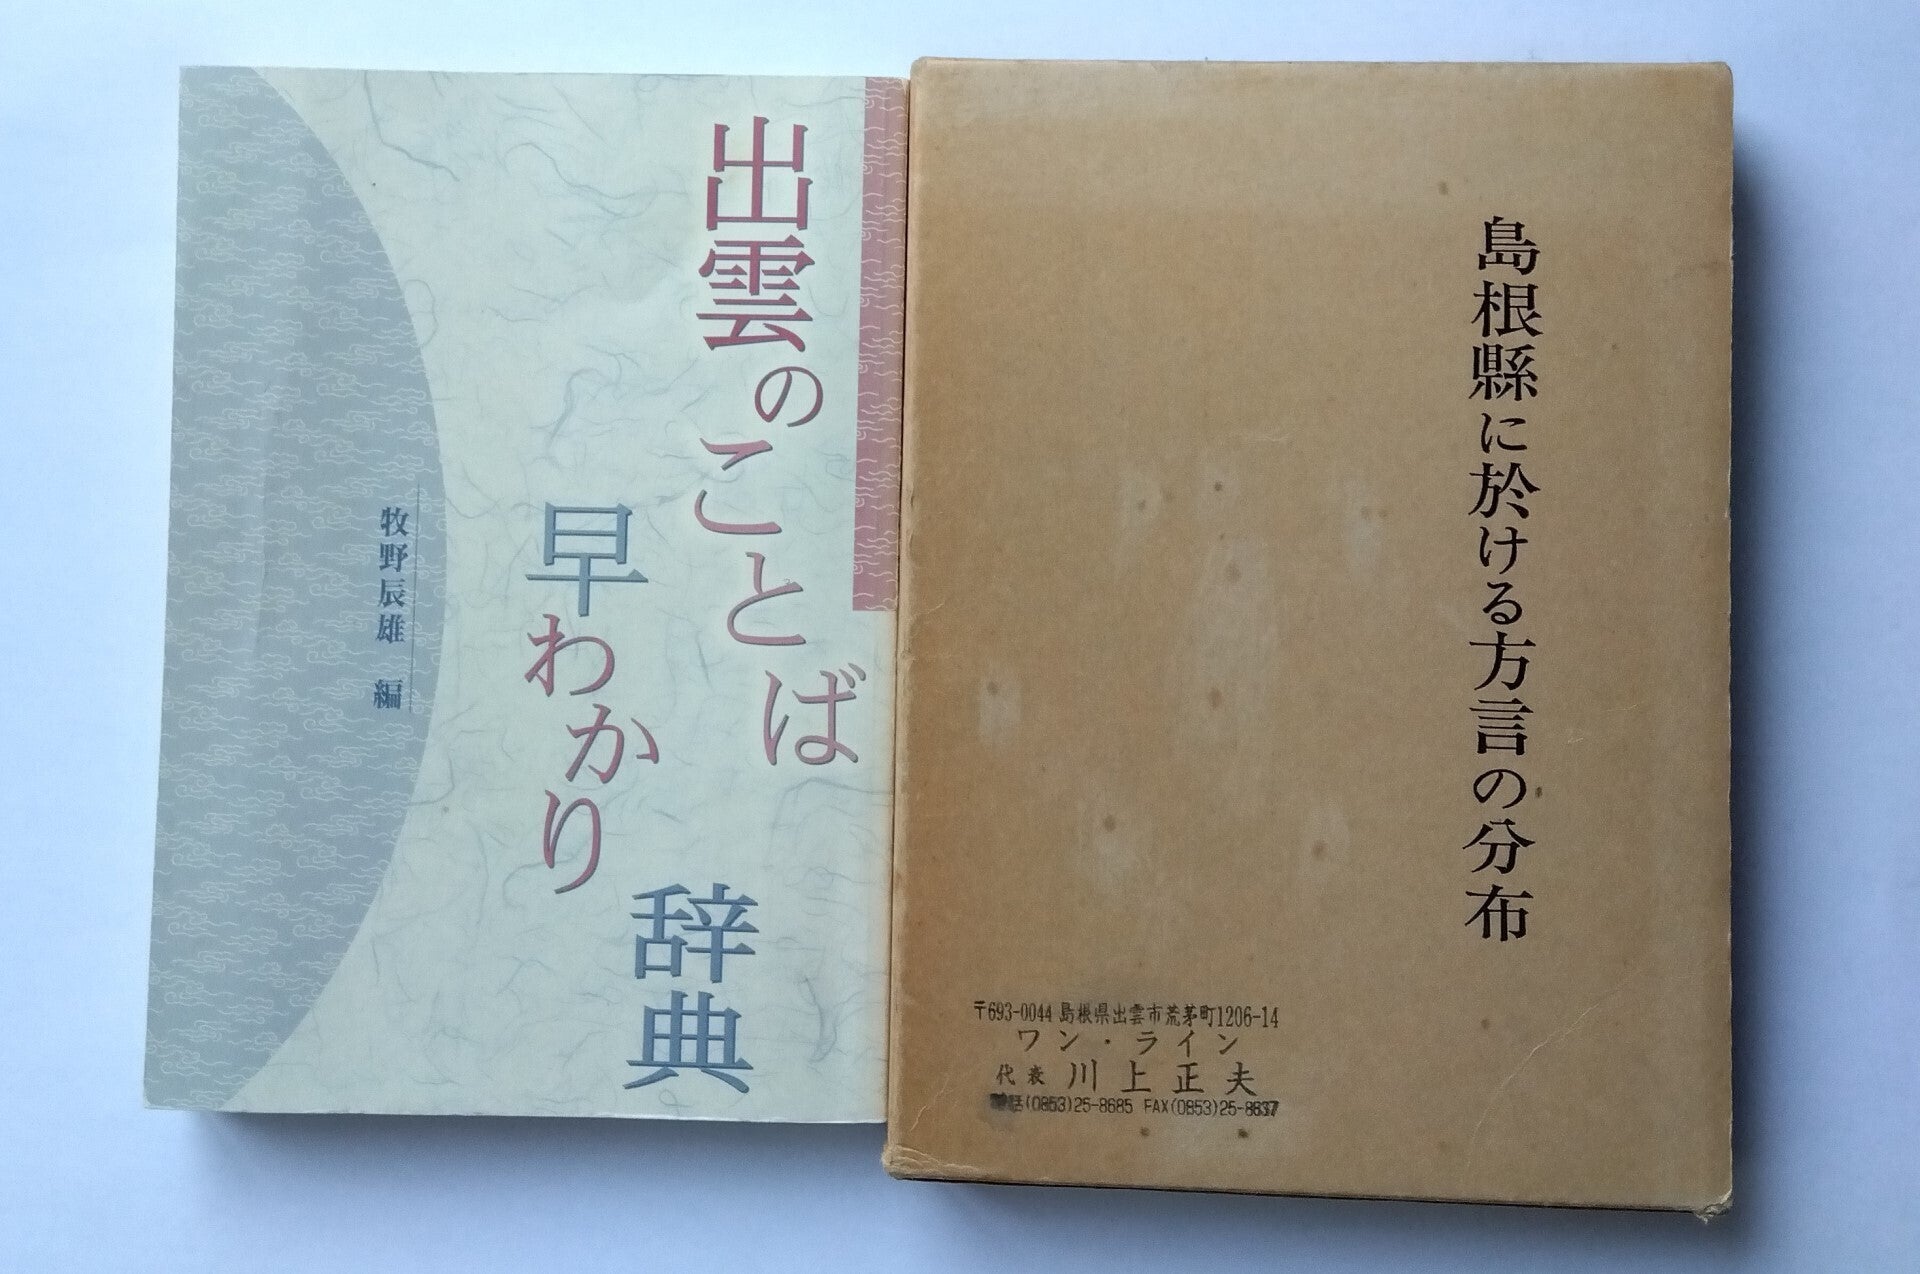 出雲のことば
早わかり
辞典
牧野辰雄 編
島根縣に於ける方言の分布
〒693-0044 島根県出雲市荒茅町1206-14
ワン・ライン
代表 川上正夫
電話(0853)25-8685 FAX(0853)25-8637